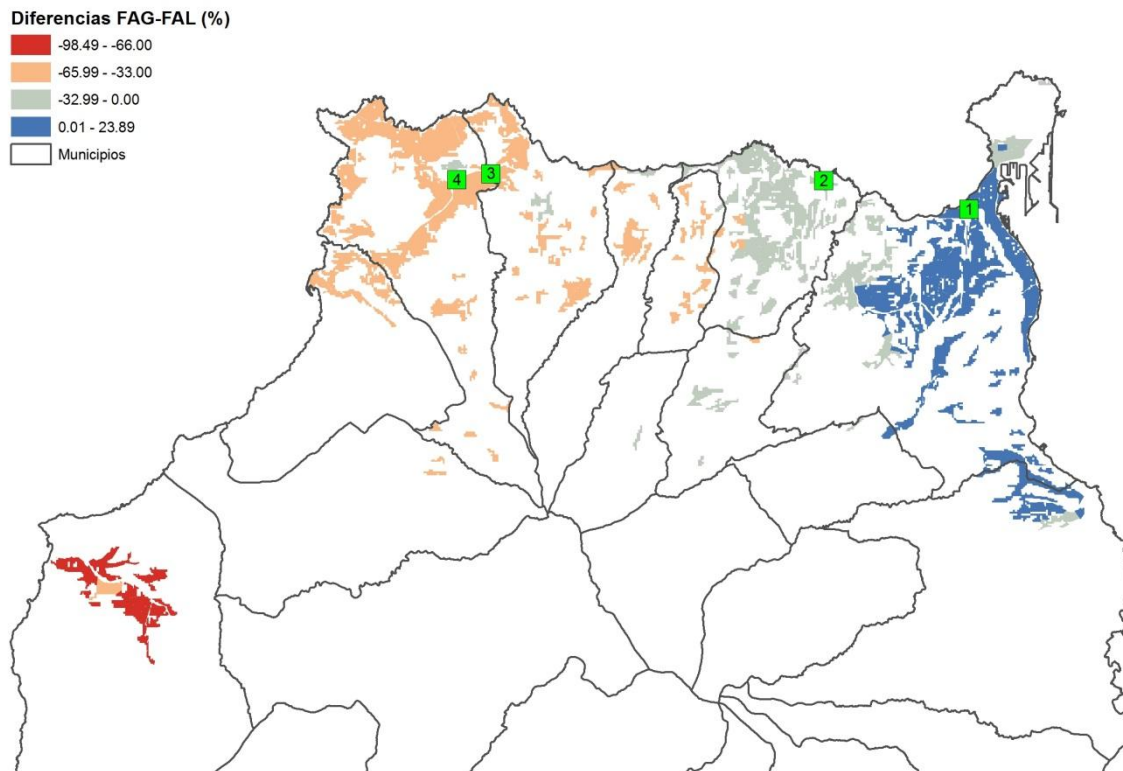 Diferencias FAG-FAL (%)
-98.49 - -66.00
-65.99 - -33.00
-32.99 - 0.00
0.01 - 23.89
Municipios
4
3
2
1